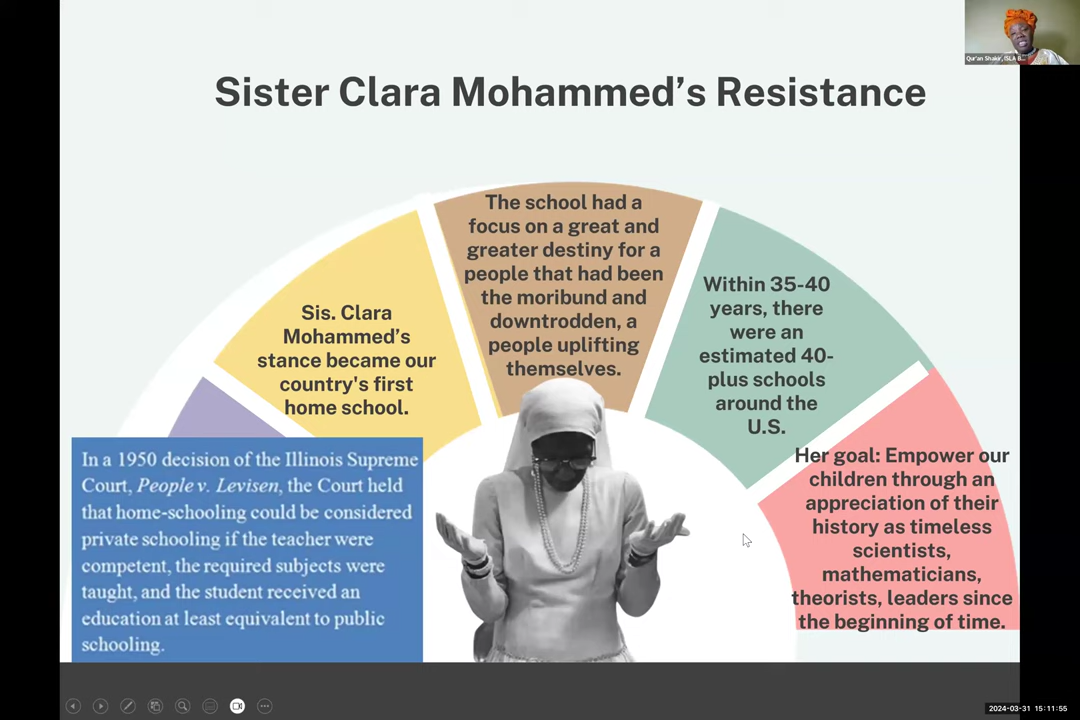 Qur'an Shakir, ISLA B...
Sister Clara Mohammed's Resistance
In a 1950 decision of the Illinois Supreme
Court, People v. Levisen, the Court held
that home-schooling could be considered
private schooling if the teacher were
competent, the required subjects were
taught, and the student received an
education at least equivalent to public
schooling.
Sis. Clara
Mohammed's
stance became our
country's first
home school.
The school had a
focus on a great and
greater destiny for a
people that had been
the moribund and
downtrodden, a
people uplifting
themselves.
Within 35-40
years, there
were an
estimated 40-
plus schools
around the
U.S.
Her goal: Empower our
children through an
appreciation of their
history as timeless
scientists,
mathematicians,
theorists, leaders since
the beginning of time.
2024-03-31 15:11:55